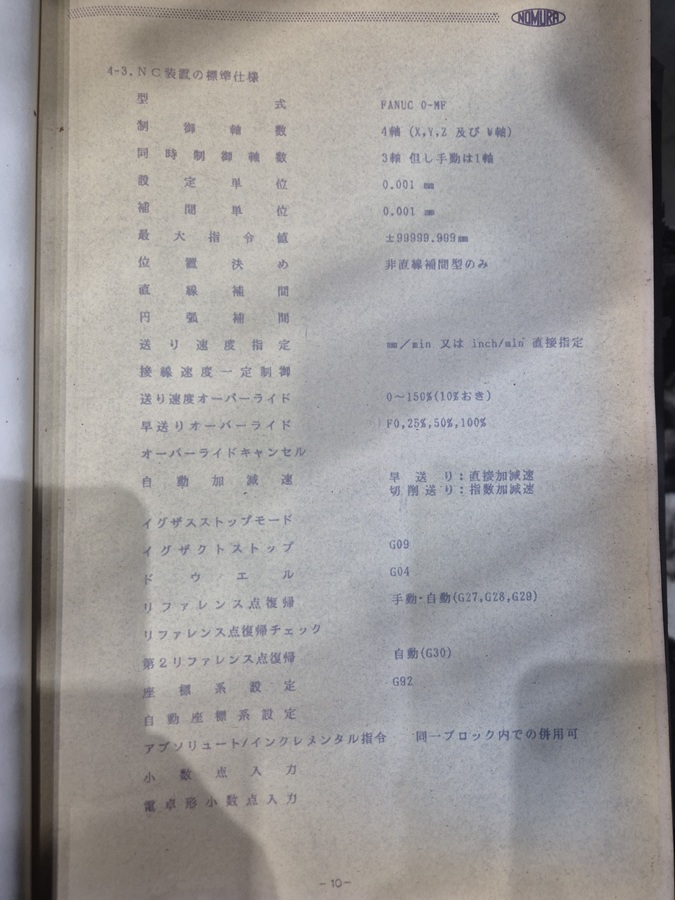 NOMURA
4-3.NC装置の標準仕様
型式 FANUC 0-MF
制御軸数 4軸 (X,Y,Z 及び W軸)
同時制御軸数 3軸 但し手動は1軸
設定単位 0.001 ㎜
補間単位 0.001 ㎜
最大指令値 ±99999.999㎜
位置決め 非直線補間型のみ
直線補間
円弧補間
送り速度指定 ㎜/min 又は inch/min 直接指定
接線速度一定制御
送り速度オーバーライド 0～150%(10%おき)
早送りオーバーライド F0,25%,50%,100%
オーバーライドキャンセル
自動加減速 早送り:直接加減速
切削送り:指数加減速
イグザスストップモード
イグザクトストップ G09
ドウエル G04
リファレンス点復帰 手動・自動(G27,G28,G29)
リファレンス点復帰チェック
第2リファレンス点復帰 自動(G30)
座標系設定 G92
自動座標系設定
アブソリュート/インクレメンタル指令 同一ブロック内での併用可
小数点入力
電卓形小数点入力
-10-